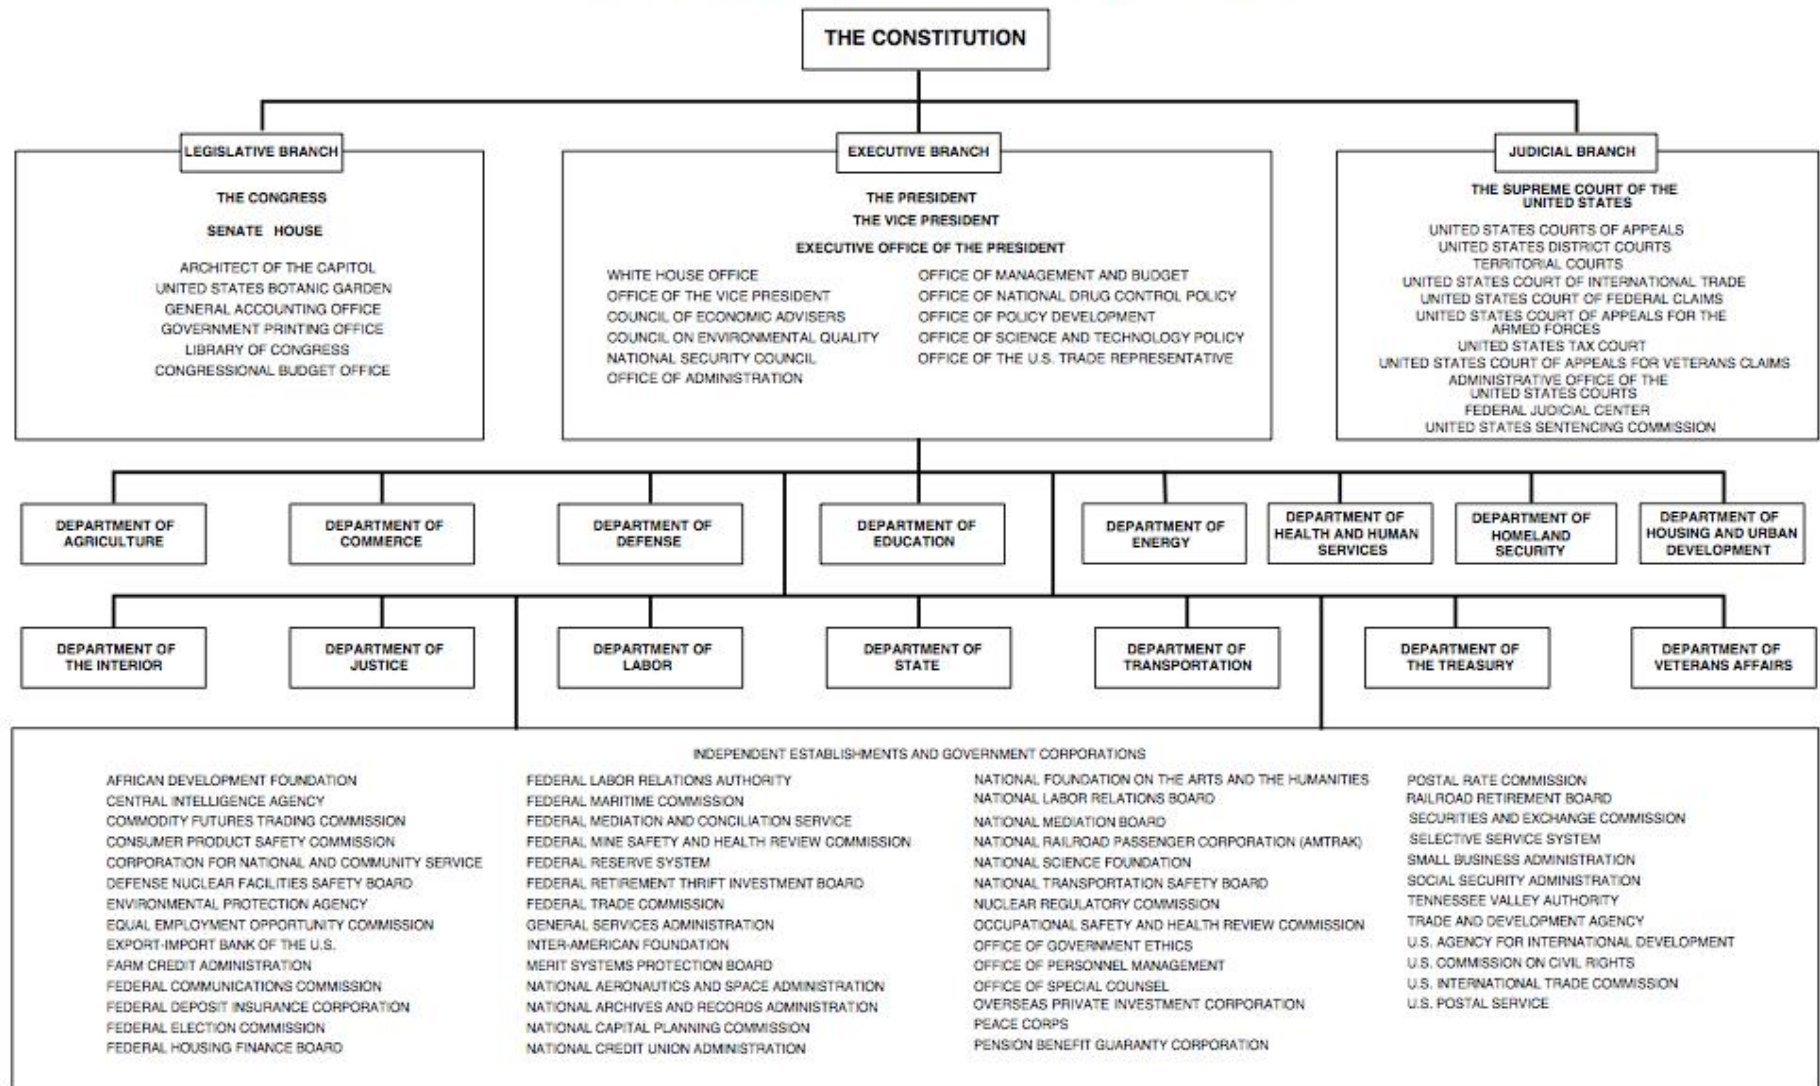 THE CONSTITUTION
LEGISLATIVE BRANCH
THE CONGRESS
SENATE HOUSE
ARCHITECT OF THE CAPITOL
UNITED STATES BOTANIC GARDEN
GENERAL ACCOUNTING OFFICE
GOVERNMENT PRINTING OFFICE
LIBRARY OF CONGRESS
CONGRESSIONAL BUDGET OFFICE
EXECUTIVE BRANCH
THE PRESIDENT
THE VICE PRESIDENT
EXECUTIVE OFFICE OF THE PRESIDENT
WHITE HOUSE OFFICE
OFFICE OF THE VICE PRESIDENT
COUNCIL OF ECONOMIC ADVISERS
COUNCIL ON ENVIRONMENTAL QUALITY
NATIONAL SECURITY COUNCIL
OFFICE OF ADMINISTRATION
OFFICE OF MANAGEMENT AND BUDGET
OFFICE OF NATIONAL DRUG CONTROL POLICY
OFFICE OF POLICY DEVELOPMENT
OFFICE OF SCIENCE AND TECHNOLOGY POLICY
OFFICE OF THE U.S. TRADE REPRESENTATIVE
JUDICIAL BRANCH
THE SUPREME COURT OF THE
UNITED STATES
UNITED STATES COURTS OF APPEALS
UNITED STATES DISTRICT COURTS
TERRITORIAL COURTS
UNITED STATES COURT OF INTERNATIONAL TRADE
UNITED STATES COURT OF FEDERAL CLAIMS
UNITED STATES COURT OF APPEALS FOR THE
ARMED FORCES
UNITED STATES TAX COURT
UNITED STATES COURT OF APPEALS FOR VETERANS CLAIMS
ADMINISTRATIVE OFFICE OF THE
UNITED STATES COURTS
FEDERAL JUDICIAL CENTER
UNITED STATES SENTENCING COMMISSION
DEPARTMENT OF
AGRICULTURE
DEPARTMENT OF
COMMERCE
DEPARTMENT OF
DEFENSE
DEPARTMENT OF
EDUCATION
DEPARTMENT OF
ENERGY
DEPARTMENT OF
HEALTH AND HUMAN
SERVICES
DEPARTMENT OF
HOMELAND
SECURITY
DEPARTMENT OF
HOUSING AND URBAN
DEVELOPMENT
DEPARTMENT OF
THE INTERIOR
DEPARTMENT OF
JUSTICE
DEPARTMENT OF
LABOR
DEPARTMENT OF
STATE
DEPARTMENT OF
TRANSPORTATION
DEPARTMENT OF
THE TREASURY
DEPARTMENT OF
VETERANS AFFAIRS
INDEPENDENT ESTABLISHMENTS AND GOVERNMENT CORPORATIONS
AFRICAN DEVELOPMENT FOUNDATION
CENTRAL INTELLIGENCE AGENCY
COMMODITY FUTURES TRADING COMMISSION
CONSUMER PRODUCT SAFETY COMMISSION
CORPORATION FOR NATIONAL AND COMMUNITY SERVICE
DEFENSE NUCLEAR FACILITIES SAFETY BOARD
ENVIRONMENTAL PROTECTION AGENCY
EQUAL EMPLOYMENT OPPORTUNITY COMMISSION
EXPORT-IMPORT BANK OF THE U.S.
FARM CREDIT ADMINISTRATION
FEDERAL COMMUNICATIONS COMMISSION
FEDERAL DEPOSIT INSURANCE CORPORATION
FEDERAL ELECTION COMMISSION
FEDERAL HOUSING FINANCE BOARD
FEDERAL LABOR RELATIONS AUTHORITY
FEDERAL MARITIME COMMISSION
FEDERAL MEDIATION AND CONCILIATION SERVICE
FEDERAL MINE SAFETY AND HEALTH REVIEW COMMISSION
FEDERAL RESERVE SYSTEM
FEDERAL RETIREMENT THRIFT INVESTMENT BOARD
FEDERAL TRADE COMMISSION
GENERAL SERVICES ADMINISTRATION
INTER-AMERICAN FOUNDATION
MERIT SYSTEMS PROTECTION BOARD
NATIONAL AERONAUTICS AND SPACE ADMINISTRATION
NATIONAL ARCHIVES AND RECORDS ADMINISTRATION
NATIONAL CAPITAL PLANNING COMMISSION
NATIONAL CREDIT UNION ADMINISTRATION
NATIONAL FOUNDATION ON THE ARTS AND THE HUMANITIES
NATIONAL LABOR RELATIONS BOARD
NATIONAL MEDIATION BOARD
NATIONAL RAILROAD PASSENGER CORPORATION (AMTRAK)
NATIONAL SCIENCE FOUNDATION
NATIONAL TRANSPORTATION SAFETY BOARD
NUCLEAR REGULATORY COMMISSION
OCCUPATIONAL SAFETY AND HEALTH REVIEW COMMISSION
OFFICE OF GOVERNMENT ETHICS
OFFICE OF PERSONNEL MANAGEMENT
OFFICE OF SPECIAL COUNSEL
OVERSEAS PRIVATE INVESTMENT CORPORATION
PEACE CORPS
PENSION BENEFIT GUARANTY CORPORATION
POSTAL RATE COMMISSION
RAILROAD RETIREMENT BOARD
SECURITIES AND EXCHANGE COMMISSION
SELECTIVE SERVICE SYSTEM
SMALL BUSINESS ADMINISTRATION
SOCIAL SECURITY ADMINISTRATION
TENNESSEE VALLEY AUTHORITY
TRADE AND DEVELOPMENT AGENCY
U.S. AGENCY FOR INTERNATIONAL DEVELOPMENT
U.S. COMMISSION ON CIVIL RIGHTS
U.S. INTERNATIONAL TRADE COMMISSION
U.S. POSTAL SERVICE